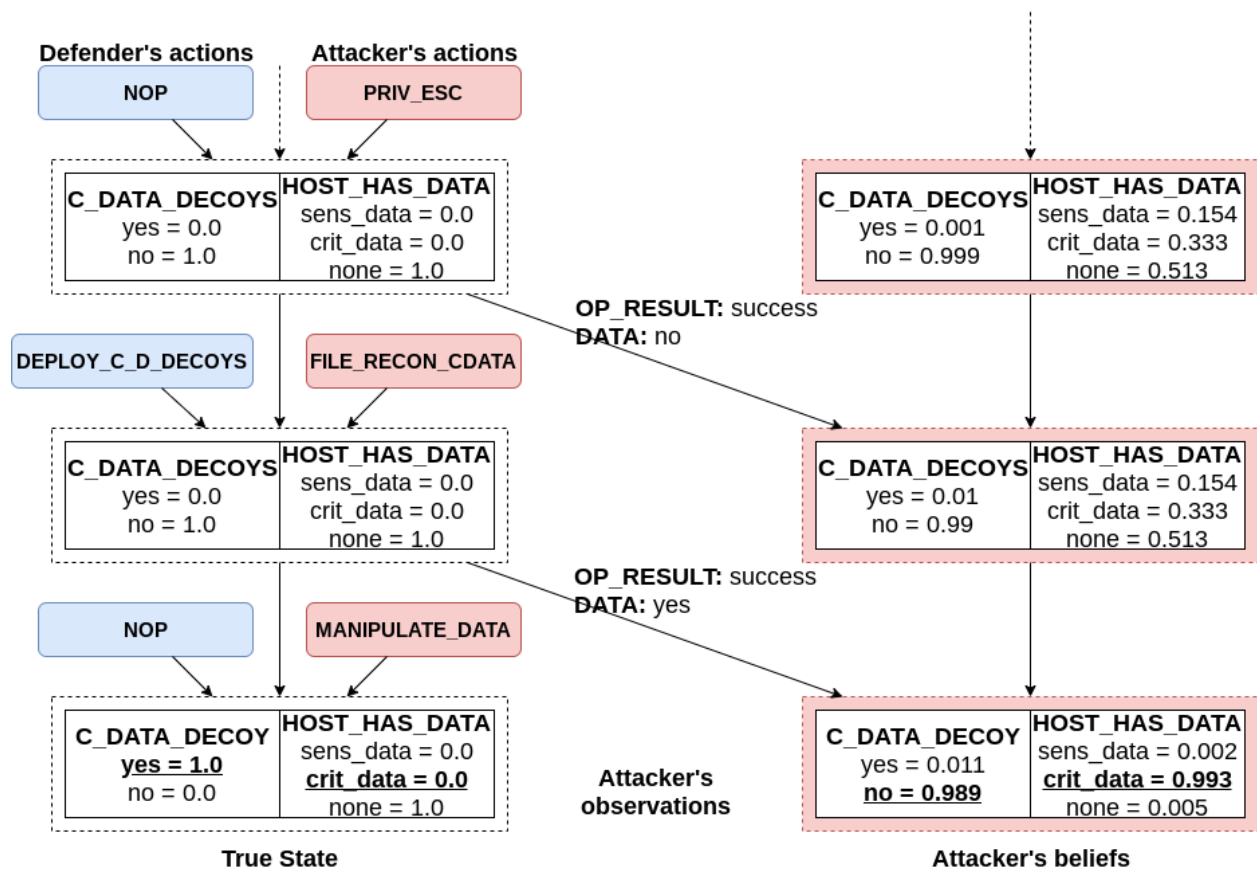 Defender's actions
Attacker's actions
NOP
PRIV_ESC
C_DATA_DECOYS
yes = 0.0
no = 1.0
HOST_HAS_DATA
sens_data = 0.0
crit_data = 0.0
none = 1.0
C_DATA_DECOYS
yes = 0.001
no = 0.999
HOST_HAS_DATA
sens_data = 0.154
crit_data = 0.333
none = 0.513
OP_RESULT: success
DATA: no
DEPLOY_C_D_DECOYS
FILE_RECON_CDATA
C_DATA_DECOYS
yes = 0.0
no = 1.0
HOST_HAS_DATA
sens_data = 0.0
crit_data = 0.0
none = 1.0
C_DATA_DECOYS
yes = 0.01
no = 0.99
HOST_HAS_DATA
sens_data = 0.154
crit_data = 0.333
none = 0.513
OP_RESULT: success
DATA: yes
NOP
MANIPULATE_DATA
C_DATA_DECOY
yes = 1.0
no = 0.0
HOST_HAS_DATA
sens_data = 0.0
crit_data = 0.0
none = 1.0
Attacker's
observations
C_DATA_DECOY
yes = 0.011
no = 0.989
HOST_HAS_DATA
sens_data = 0.002
crit_data = 0.993
none = 0.005
True State
Attacker's beliefs